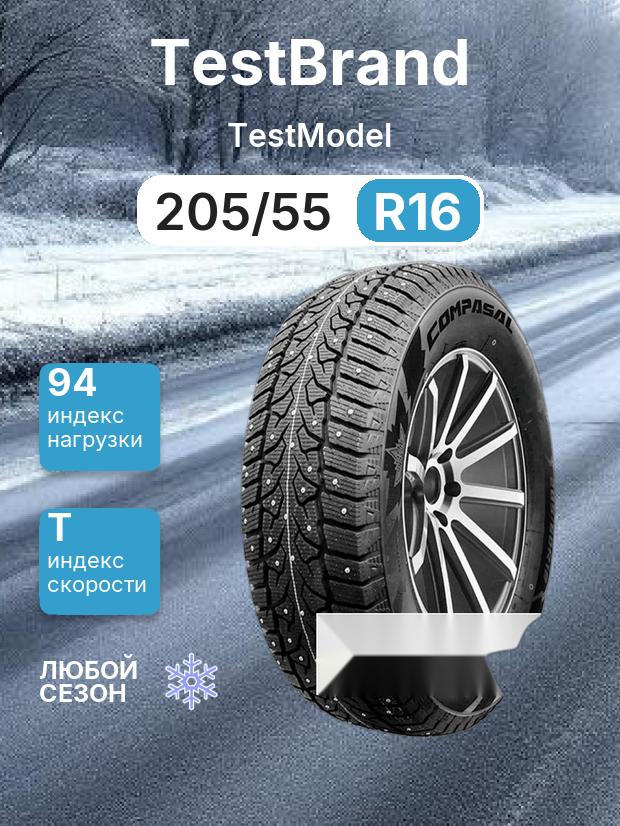 TestBrand
TestModel
205/55 R16
COMPASAL
94
индекс
нагрузки
T
индекс
скорости
ЛЮБОЙ
СЕЗОН